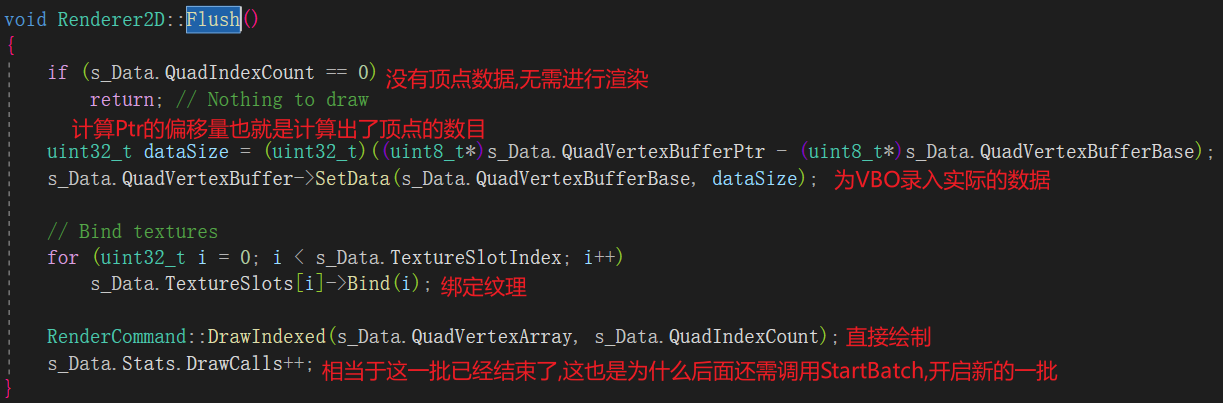 void Renderer2D::Flush()
{
if (s_Data.QuadIndexCount == 0) 没有顶点数据,无需进行渲染
return; // Nothing to draw
计算Ptr的偏移量也就是计算出了顶点的数目
uint32_t dataSize = (uint32_t)((uint8_t*)s_Data.QuadVertexBufferPtr - (uint8_t*)s_Data.QuadVertexBufferBase);
s_Data.QuadVertexBuffer->SetData(s_Data.QuadVertexBufferBase, dataSize); 为VBO录入实际的数据
// Bind textures
for (uint32_t i = 0; i < s_Data.TextureSlotIndex; i++)
s_Data.TextureSlots[i]->Bind(i); 绑定纹理
RenderCommand::DrawIndexed(s_Data.QuadVertexArray, s_Data.QuadIndexCount); 直接绘制
s_Data.Stats.DrawCalls++; 相当于这一批已经结束了,这也是为什么后面还需调用StartBatch,开启新的一批
}